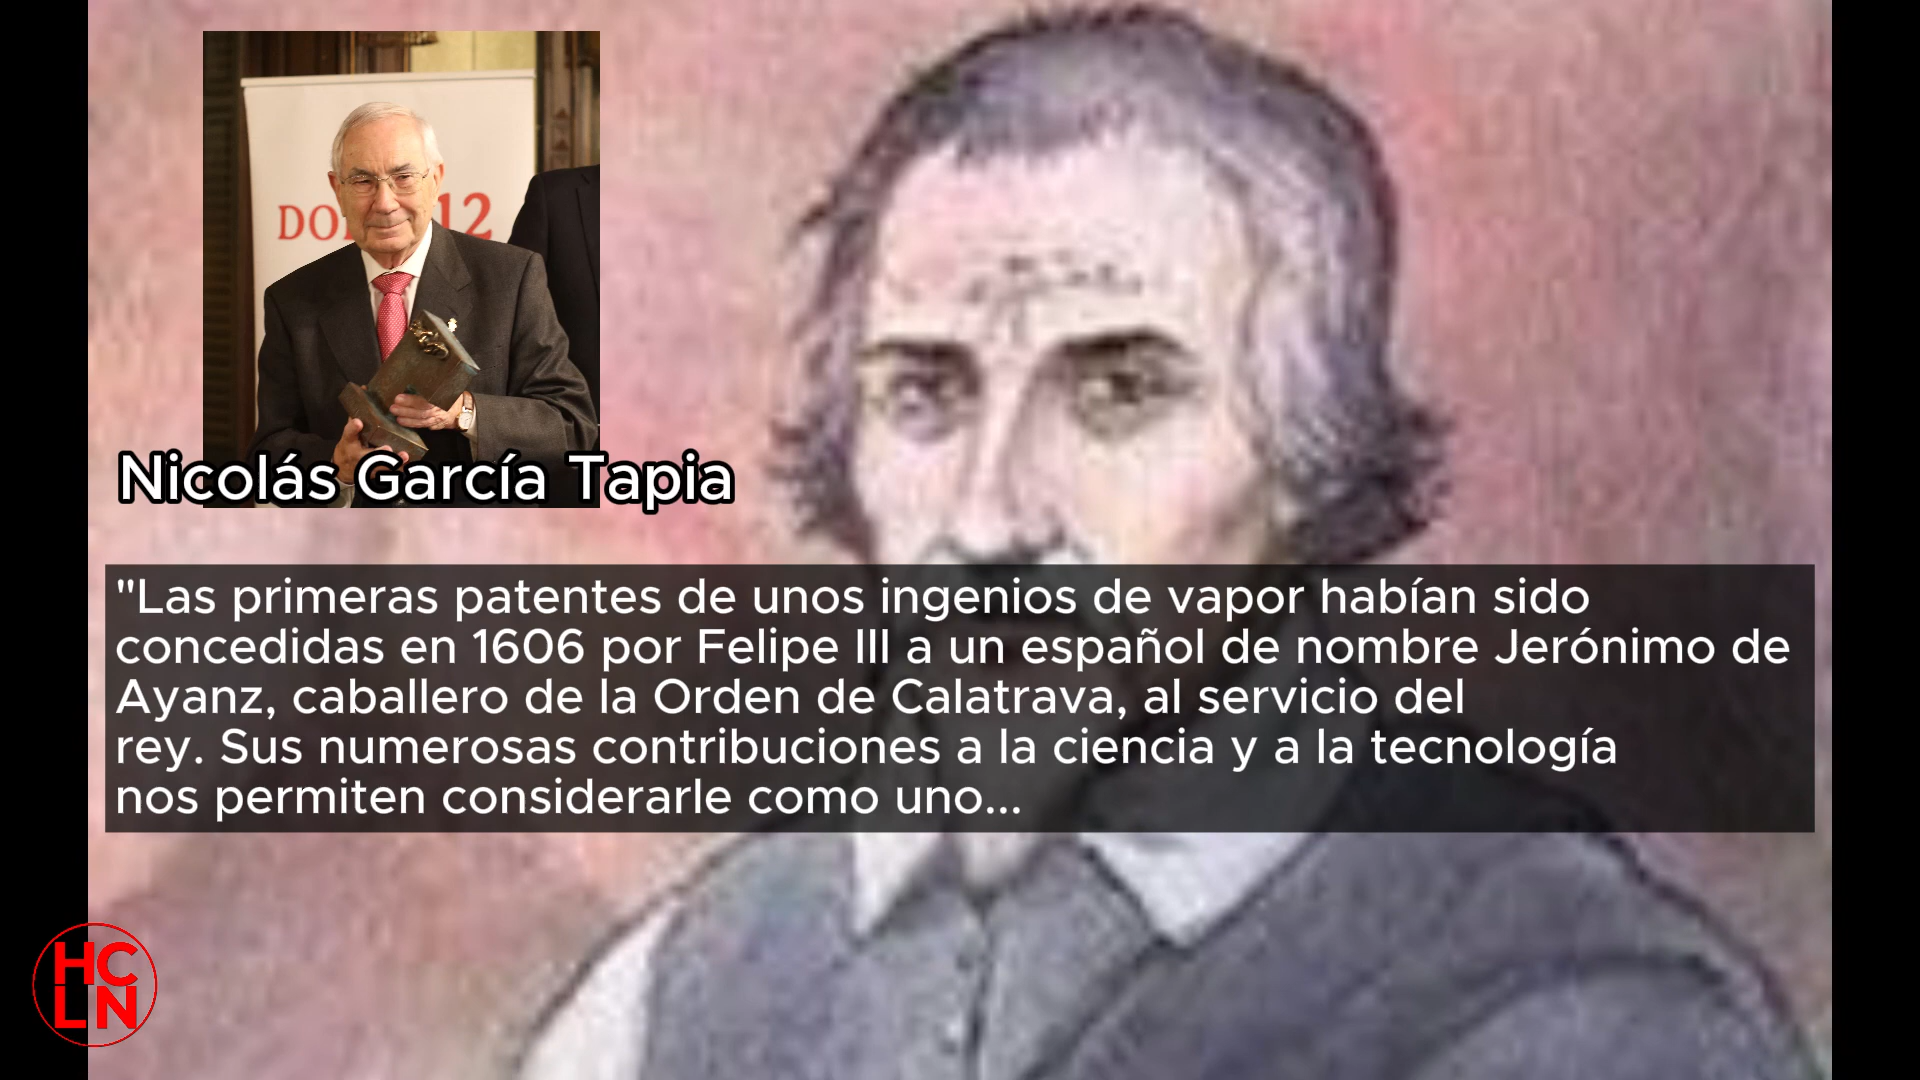 DO 12
Nicolás García Tapia
"Las primeras patentes de unos ingenios de vapor habían sido
concedidas en 1606 por Felipe III a un español de nombre Jerónimo de
Ayanz, caballero de la Orden de Calatrava, al servicio del
rey. Sus numerosas contribuciones a la ciencia y a la tecnología
nos permiten considerarle como uno...
HC
LN